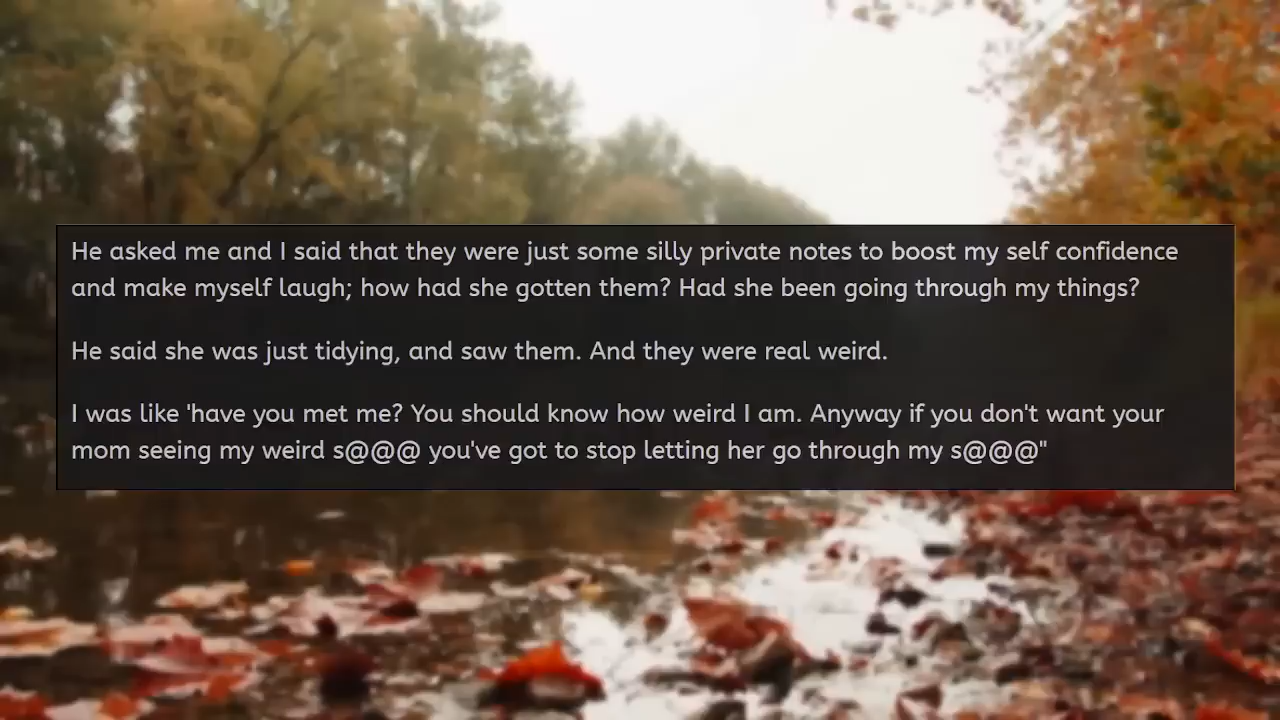 He asked me and I said that they were just some silly private notes to boost my self confidence
and make myself laugh; how had she gotten them? Had she been going through my things?
He said she was just tidying, and saw them. And they were real weird.
I was like 'have you met me? You should know how weird I am. Anyway if you don't want your
mom seeing my weird s@@@ you've got to stop letting her go through my s@@@"